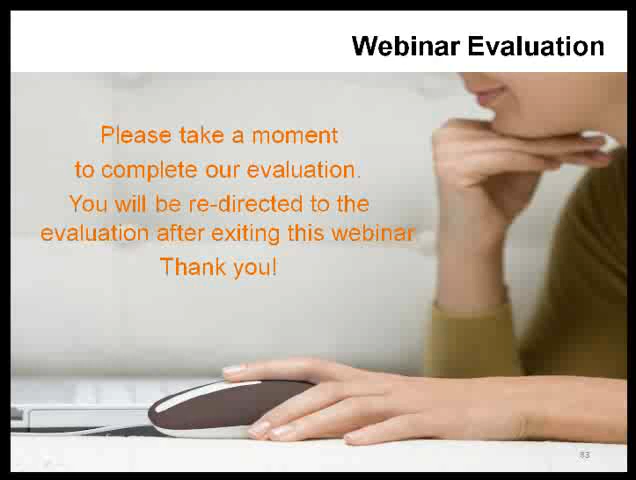 Webinar Evaluation
Please take a moment
to complete our evaluation.
You will be re-directed to the
evaluation after exiting this webinar
Thank you!
83